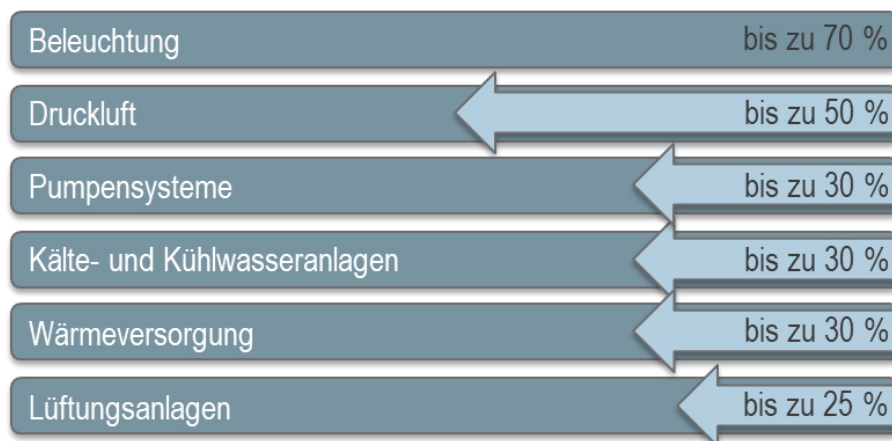 Beleuchtung bis zu 70 %
Druckluft bis zu 50 %
Pumpensysteme bis zu 30 %
Kälte- und Kühlwasseranlagen bis zu 30 %
Wärmeversorgung bis zu 30 %
Lüftungsanlagen bis zu 25 %